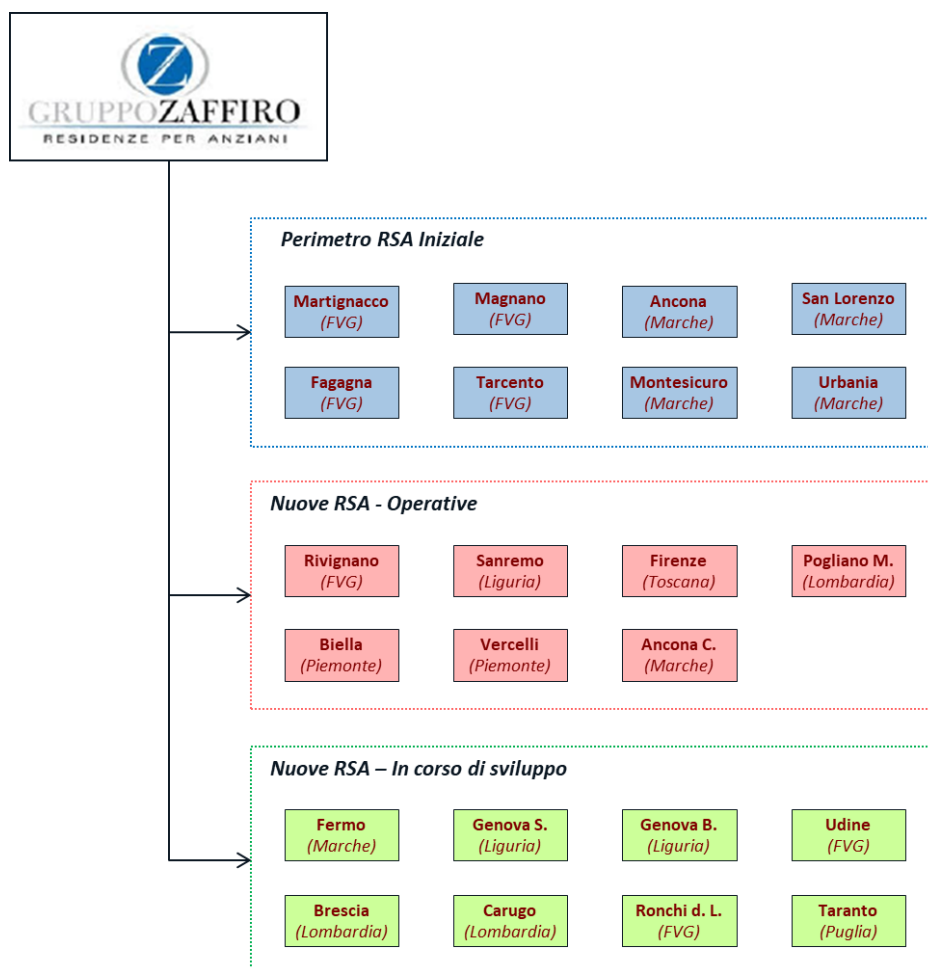 Z
GRUPPOZAFFIRO
RESIDENZE PER ANZIANI
Perimetro RSA Iniziale
Martignacco
(FVG)
Magnano
(FVG)
Ancona
(Marche)
San Lorenzo
(Marche)
Fagagna
(FVG)
Tarcento
(FVG)
Montesicuro
(Marche)
Urbania
(Marche)
Nuove RSA - Operative
Rivignano
(FVG)
Sanremo
(Liguria)
Firenze
(Toscana)
Pogliano M.
(Lombardia)
Biella
(Piemonte)
Vercelli
(Piemonte)
Ancona C.
(Marche)
Nuove RSA – In corso di sviluppo
Fermo
(Marche)
Genova S.
(Liguria)
Genova B.
(Liguria)
Udine
(FVG)
Brescia
(Lombardia)
Carugo
(Lombardia)
Ronchi d. L.
(FVG)
Taranto
(Puglia)